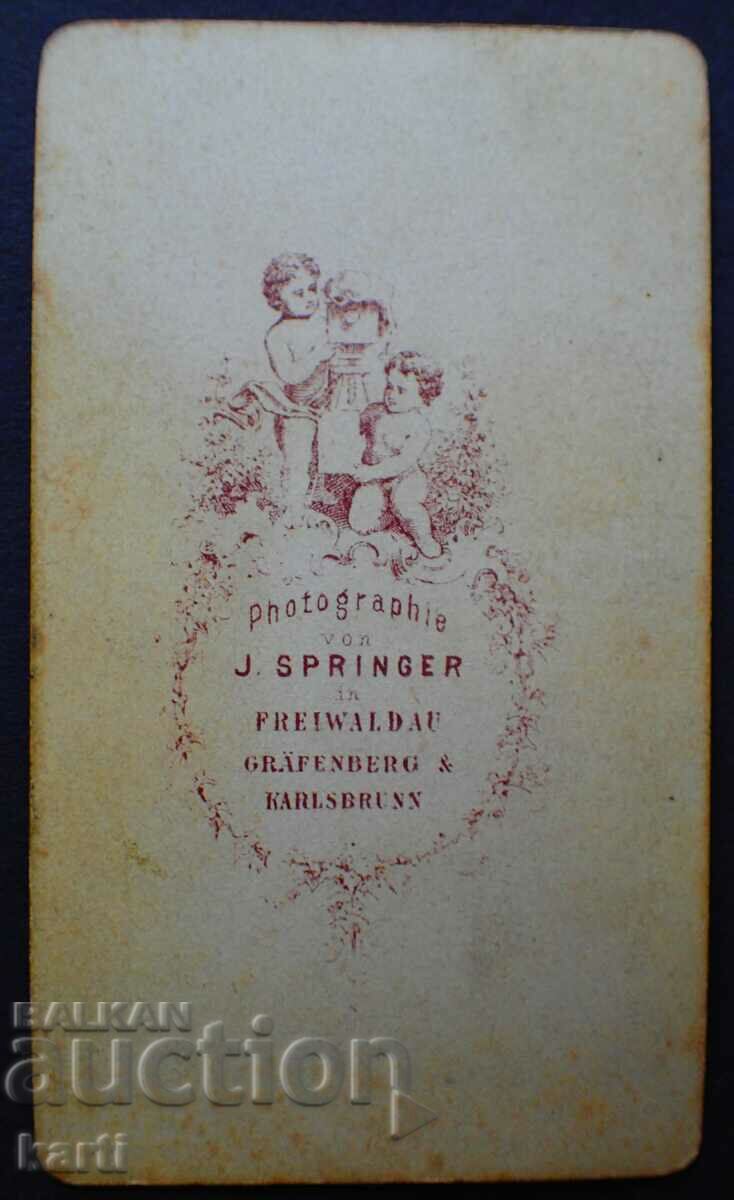 photographie
von
J. SPRINGER
in
FREIWALDAU
GRÄFENBERG &
KARLSBRUNN
BALKAN
auction
karti